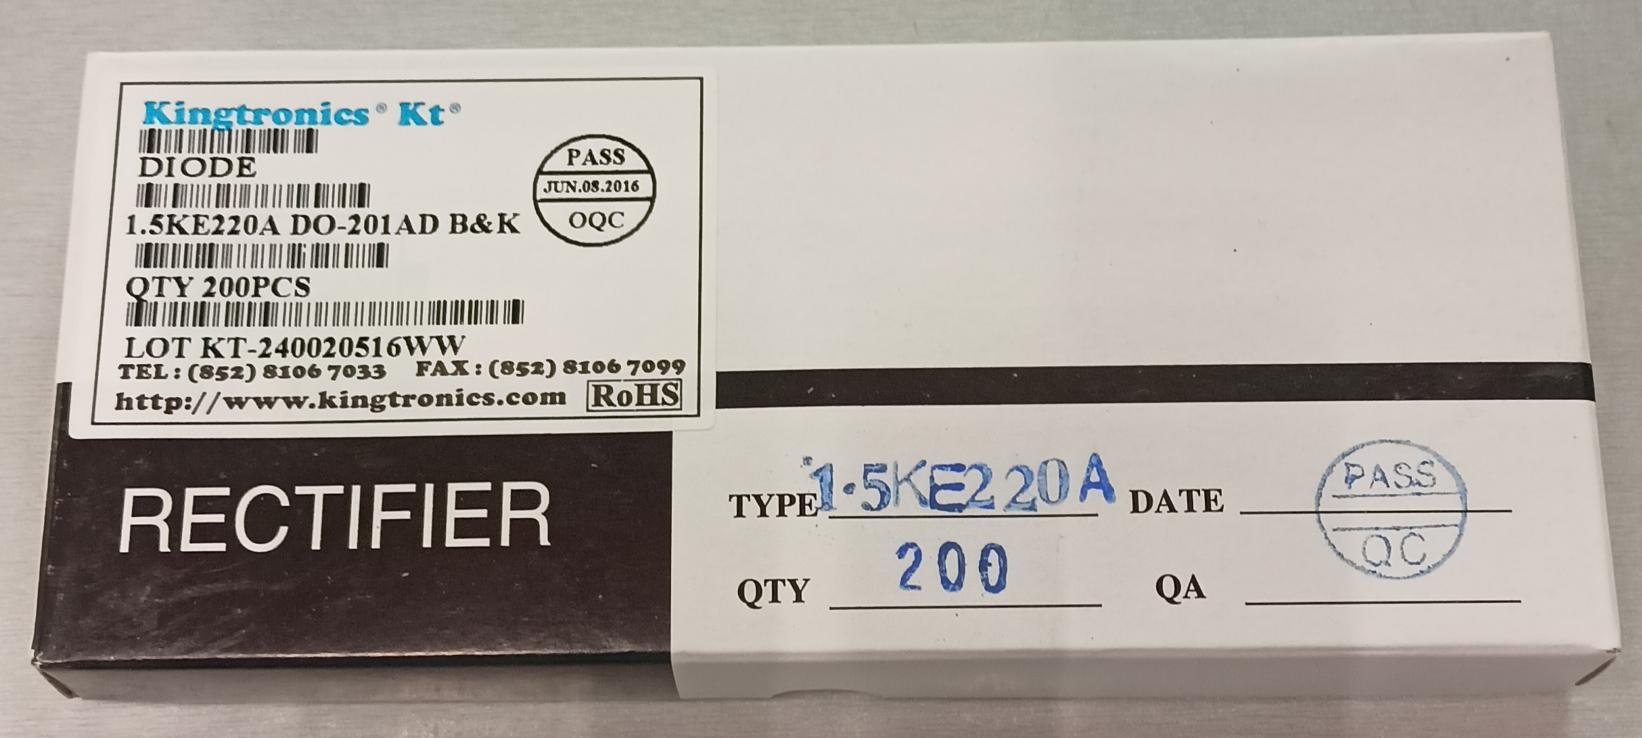 Kingtronics® Kt®
DIODE
1.5KE220A DO-201AD B&K
QTY 200PCS
LOT KT-240020516WW
TEL : (852) 8106 7033 FAX : (852) 8106 7099
http://www.kingtronics.com RoHS
PASS
JUN.08.2016
OQC
RECTIFIER
TYPE 1.5KE220A DATE
QTY 200 QA
PASS
QC